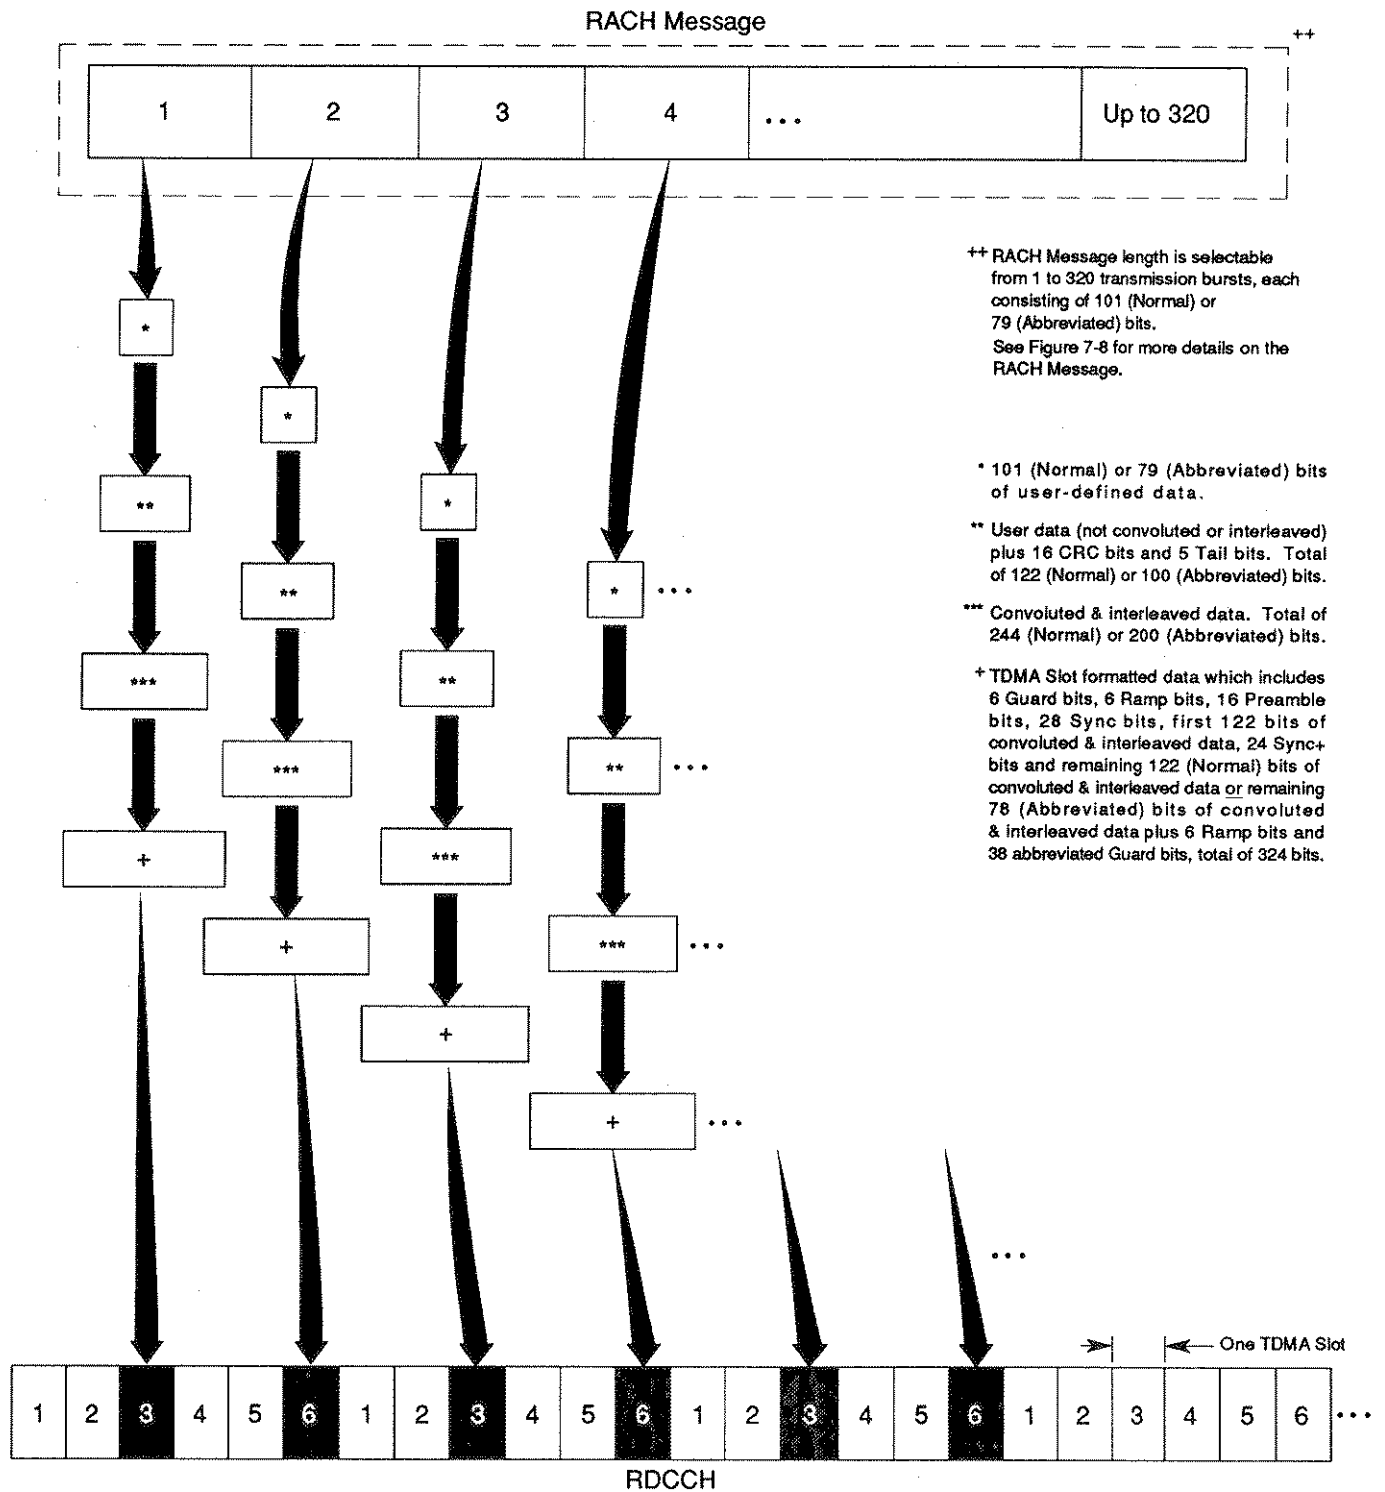 RACH Message
++
1 2 3 4 • • • Up to 320
++ RACH Message length is selectable
from 1 to 320 transmission bursts, each
consisting of 101 (Normal) or
79 (Abbreviated) bits.
See Figure 7-8 for more details on the
RACH Message.
*
*
* 101 (Normal) or 79 (Abbreviated) bits
of user-defined data.
**
*
** User data (not convoluted or interleaved)
plus 16 CRC bits and 5 Tail bits. Total
of 122 (Normal) or 100 (Abbreviated) bits.
**
* • • •
*** Convoluted & interleaved data. Total of
244 (Normal) or 200 (Abbreviated) bits.
***
**
+ TDMA Slot formatted data which includes
6 Guard bits, 6 Ramp bits, 16 Preamble
bits, 28 Sync bits, first 122 bits of
convoluted & interleaved data, 24 Sync+
bits and remaining 122 (Normal) bits of
convoluted & interleaved data or remaining
78 (Abbreviated) bits of convoluted
& interleaved data plus 6 Ramp bits and
38 abbreviated Guard bits, total of 324 bits.
***
** • • •
+
***
+
*** • • •
+
+ • • •
• • •
One TDMA Slot
1 2 3 4 5 6 1 2 3 4 5 6 1 2 3 4 5 6 1 2 3 4 5 6 • • •
RDCCH